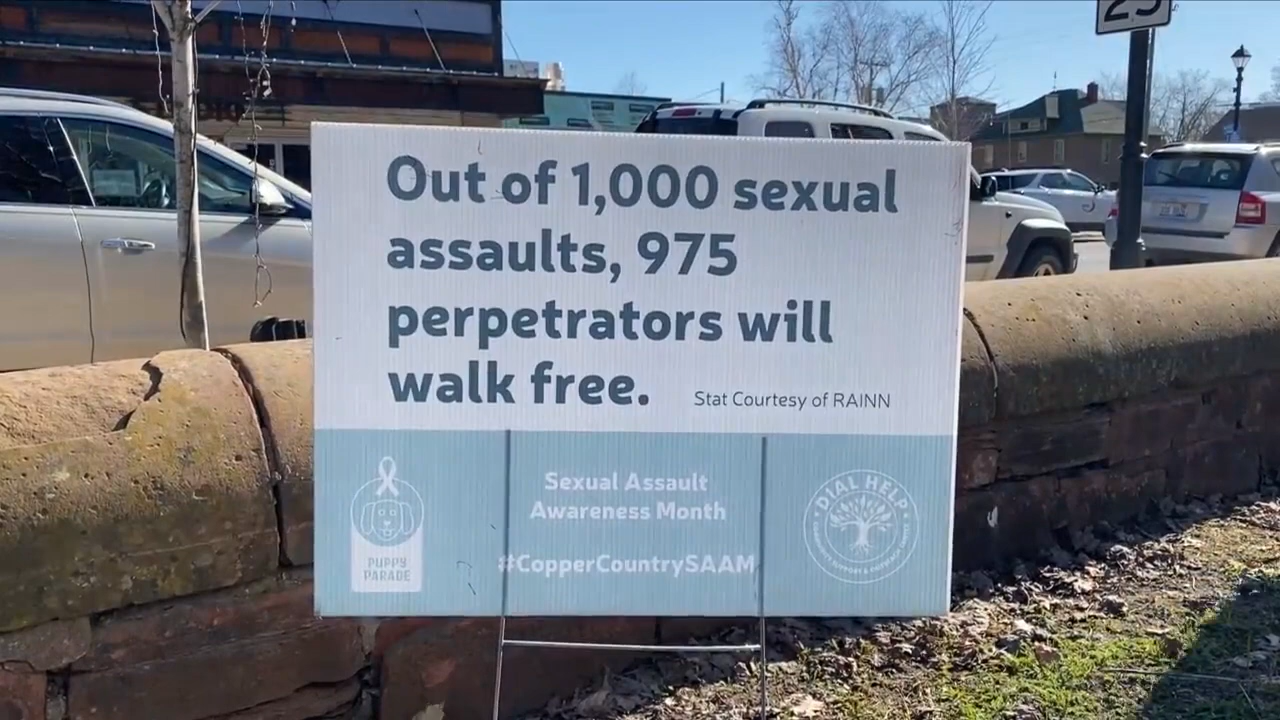 25
Out of 1,000 sexual
assaults, 975
perpetrators will
walk free.
Stat Courtesy of RAINN
Sexual Assault
Awareness Month
#CopperCountrySAAM
PUPPY
PARADE
DIAL HELP